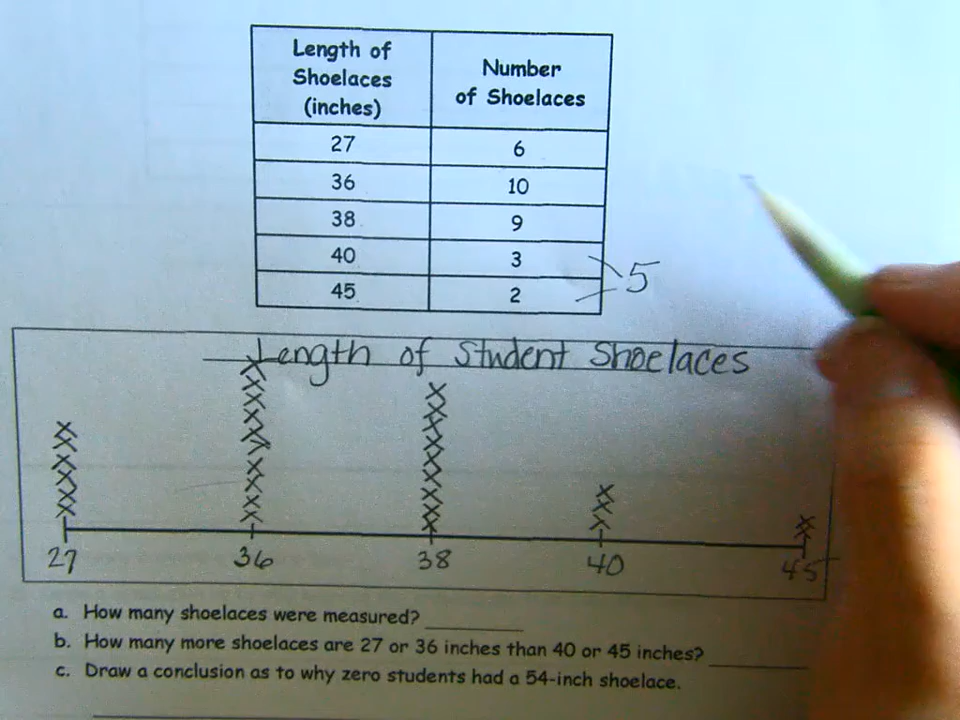 Length of
Shoelaces
(inches)
Number
of Shoelaces
27 6
36 10
38 9
40 3
45 2
5
Length of Student Shoelaces
27 36 38 40 45
a. How many shoelaces were measured?
b. How many more shoelaces are 27 or 36 inches than 40 or 45 inches?
c. Draw a conclusion as to why zero students had a 54-inch shoelace.